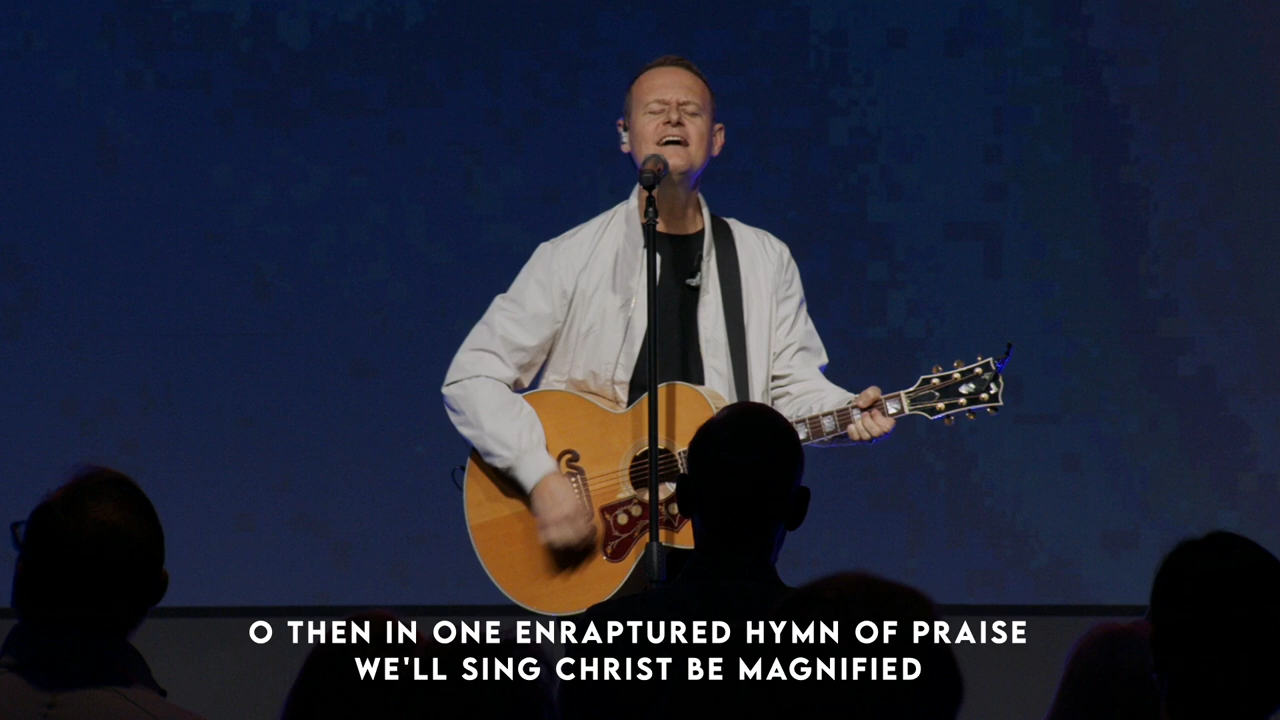 O THEN IN ONE ENRAPTURED HYMN OF PRAISE
WE'LL SING CHRIST BE MAGNIFIED